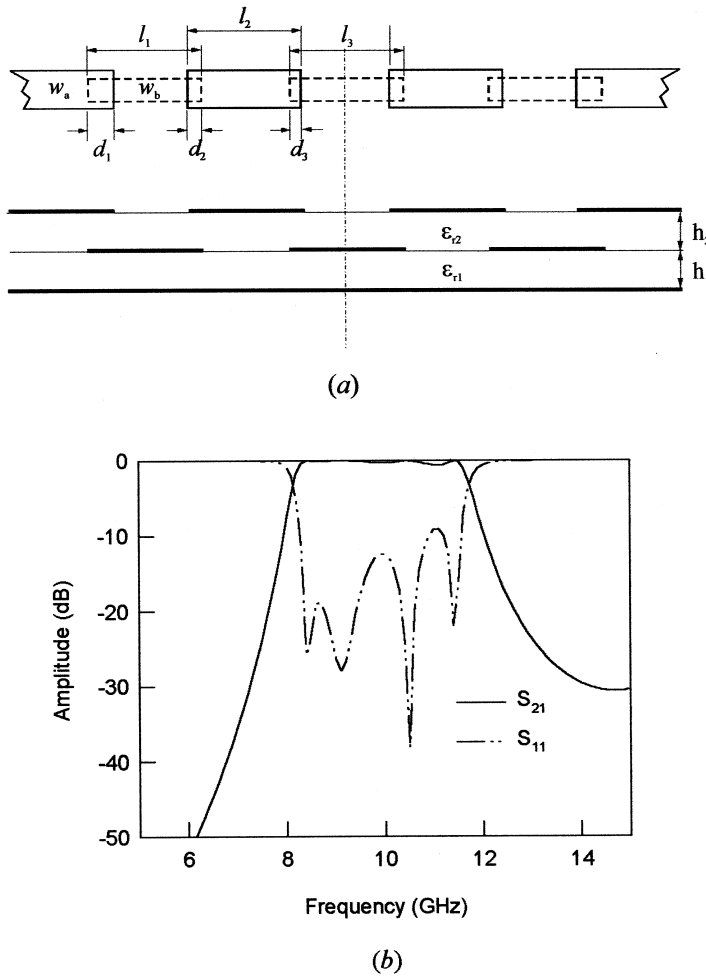 l₁ l₂ l₃
wₐ w_b
d₁ d₂ d₃
εᵣ₂ h
εᵣ₁ h
(a)
0
-10
-20
-30
-40
-50
Amplitude (dB)
S₂₁
S₁₁
6 8 10 12 14
Frequency (GHz)
(b)